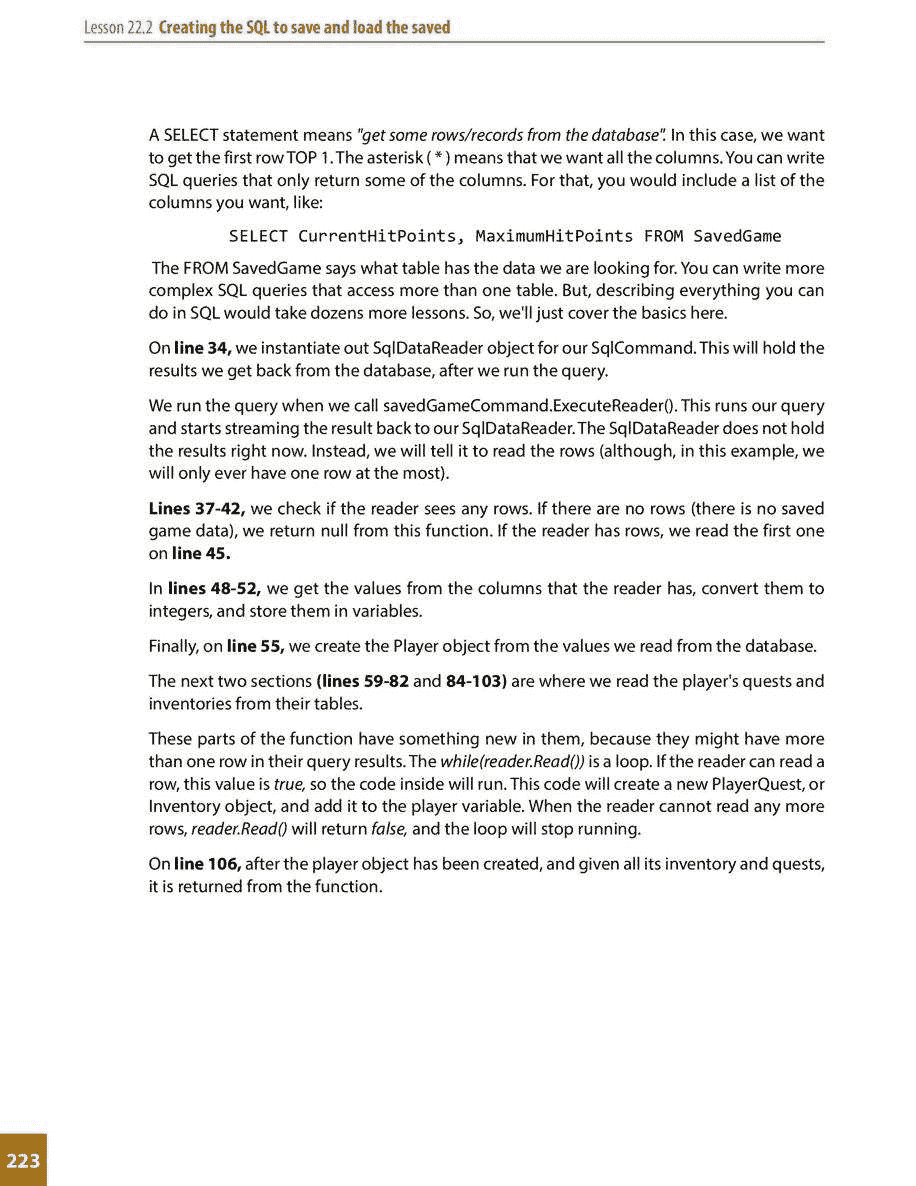 Lesson 22.2 Creating the SQL to save and load the saved
A SELECT statement means "get some rows/records from the database". In this case, we want
to get the first row TOP 1. The asterisk ( * ) means that we want all the columns. You can write
SQL queries that only return some of the columns. For that, you would include a list of the
columns you want, like:
SELECT CurrentHitPoints, MaximumHitPoints FROM SavedGame
The FROM SavedGame says what table has the data we are looking for. You can write more
complex SQL queries that access more than one table. But, describing everything you can
do in SQL would take dozens more lessons. So, we'll just cover the basics here.
On line 34, we instantiate out SqlDataReader object for our SqlCommand. This will hold the
results we get back from the database, after we run the query.
We run the query when we call savedGameCommand.ExecuteReader(). This runs our query
and starts streaming the result back to our SqlDataReader. The SqlDataReader does not hold
the results right now. Instead, we will tell it to read the rows (although, in this example, we
will only ever have one row at the most).
Lines 37-42, we check if the reader sees any rows. If there are no rows (there is no saved
game data), we return null from this function. If the reader has rows, we read the first one
on line 45.
In lines 48-52, we get the values from the columns that the reader has, convert them to
integers, and store them in variables.
Finally, on line 55, we create the Player object from the values we read from the database.
The next two sections (lines 59-82 and 84-103) are where we read the player's quests and
inventories from their tables.
These parts of the function have something new in them, because they might have more
than one row in their query results. The while(reader.Read()) is a loop. If the reader can read a
row, this value is true, so the code inside will run. This code will create a new PlayerQuest, or
Inventory object, and add it to the player variable. When the reader cannot read any more
rows, reader.Read() will return false, and the loop will stop running.
On line 106, after the player object has been created, and given all its inventory and quests,
it is returned from the function.
223